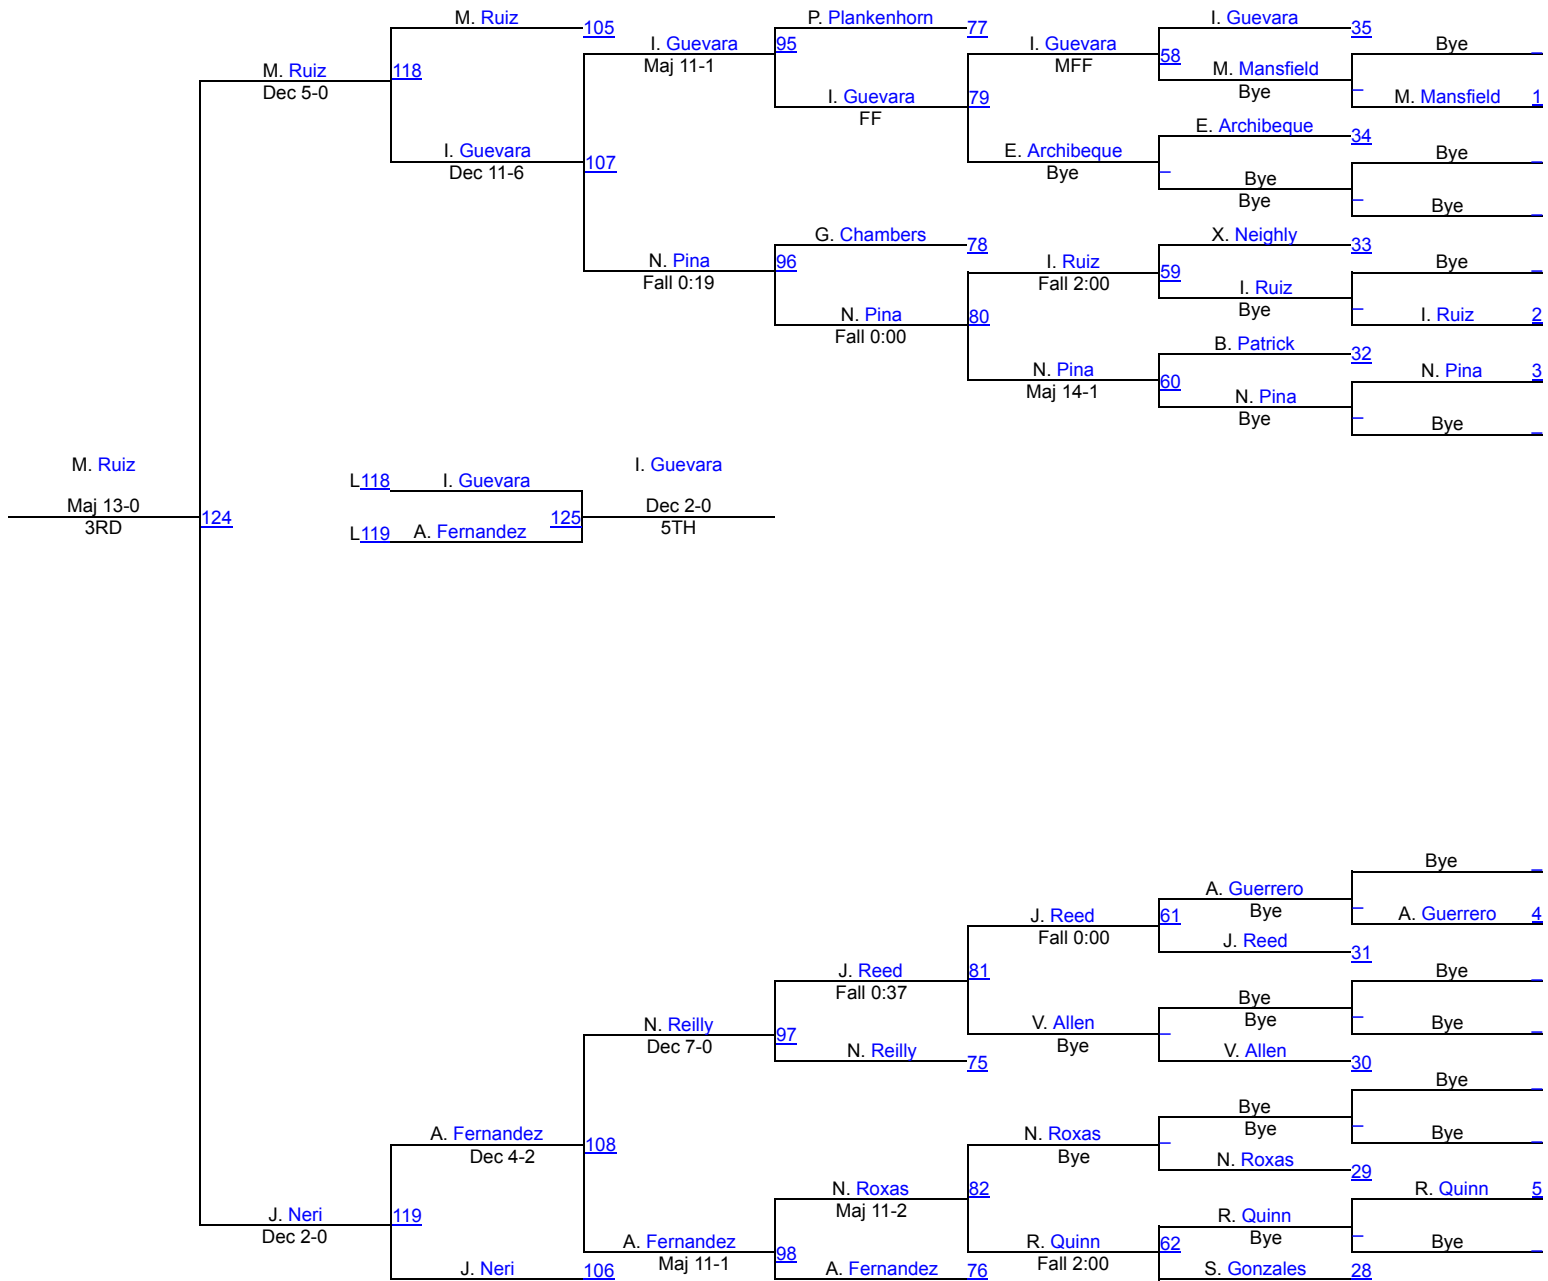 M. Ruiz 105
P. Plankenhorn 77
I. Guevara 35
I. Guevara 95
Maj 11-1
I. Guevara 58
MFF
Bye _
M. Ruiz 118
Dec 5-0
M. Mansfield _
Bye
I. Guevara 79
FF
M. Mansfield 1
E. Archibeque 34
I. Guevara 107
Dec 11-6
E. Archibeque _
Bye
Bye _
Bye _
Bye
Bye _
G. Chambers 78
X. Neighly 33
N. Pina 96
Fall 0:19
I. Ruiz 59
Fall 2:00
Bye _
I. Ruiz _
Bye
N. Pina 80
Fall 0:00
I. Ruiz 2
B. Patrick 32
N. Pina 60
Maj 14-1
N. Pina 3
N. Pina _
Bye
Bye _
M. Ruiz
I. Guevara
L118 I. Guevara
Maj 13-0 124
3RD
125 Dec 2-0
5TH
L119 A. Fernandez
Bye _
A. Guerrero _
Bye
J. Reed 61
Fall 0:00
A. Guerrero 4
J. Reed 31
J. Reed 81
Fall 0:37
Bye _
Bye _
Bye
N. Reilly 97
Dec 7-0
V. Allen _
Bye
Bye _
N. Reilly 75
V. Allen 30
Bye _
Bye _
Bye
A. Fernandez 108
Dec 4-2
N. Roxas _
Bye
Bye _
N. Roxas 29
N. Roxas 82
Maj 11-2
R. Quinn 5
J. Neri 119
Dec 2-0
R. Quinn _
Bye
A. Fernandez 98
Maj 11-1
R. Quinn 62
Fall 2:00
Bye _
J. Neri 106
A. Fernandez 76
S. Gonzales 28